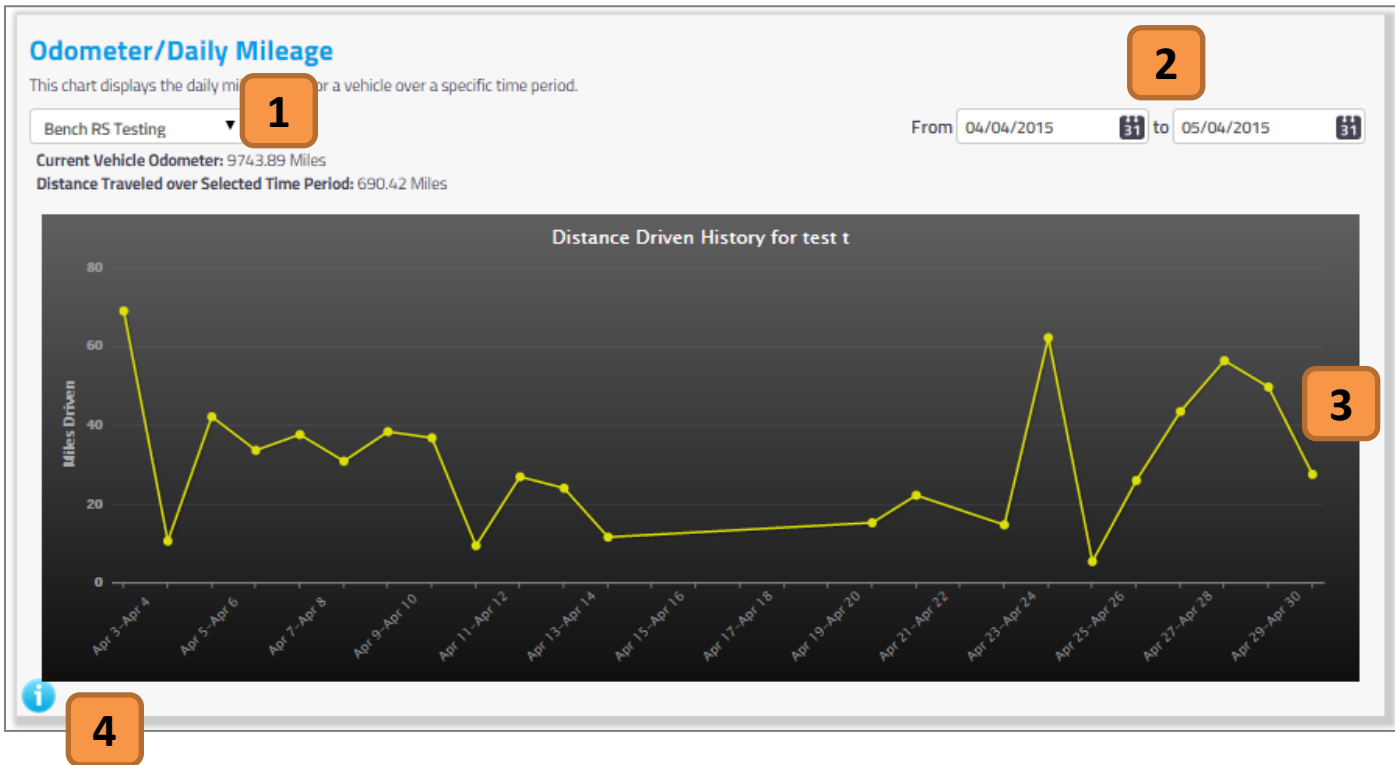 Odometer/Daily Mileage
2
This chart displays the daily mi or a vehicle over a specific time period.
Bench RS Testing
1
From 04/04/2015 31 to 05/04/2015 31
Current Vehicle Odometer: 9743.89 Miles
Distance Traveled over Selected Time Period: 690.42 Miles
Distance Driven History for test t
80
60
40
20
0
Miles Driven
3
Apr 3-Apr 4
Apr 5-Apr 6
Apr 7-Apr 8
Apr 9-Apr 10
Apr 11-Apr 12
Apr 13-Apr 14
Apr 15-Apr 16
Apr 17-Apr 18
Apr 19-Apr 20
Apr 21-Apr 22
Apr 23-Apr 24
Apr 25-Apr 26
Apr 27-Apr 28
Apr 29-Apr 30
i
4